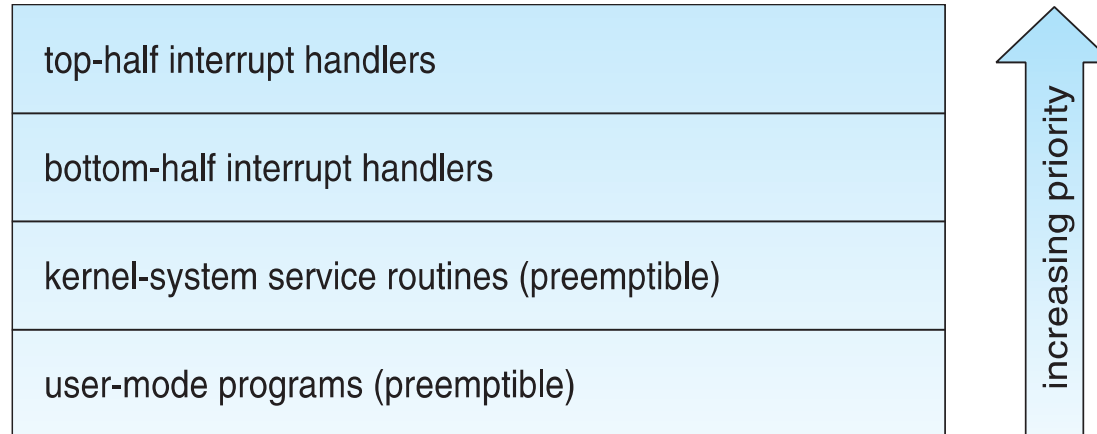 top-half interrupt handlers
bottom-half interrupt handlers
kernel-system service routines (preemptible)
user-mode programs (preemptible)
increasing priority